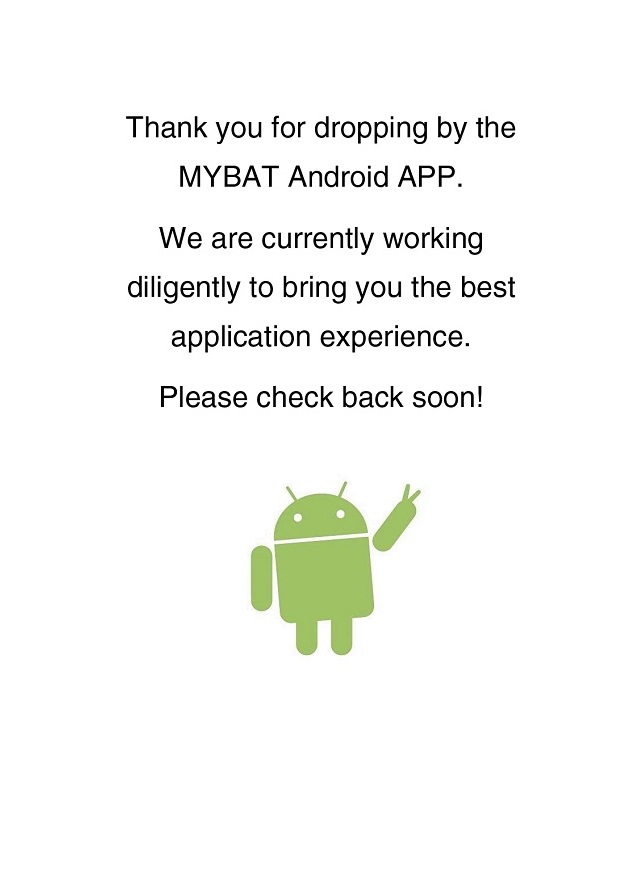 Thank you for dropping by the
MYBAT Android APP.
We are currently working
diligently to bring you the best
application experience.
Please check back soon!